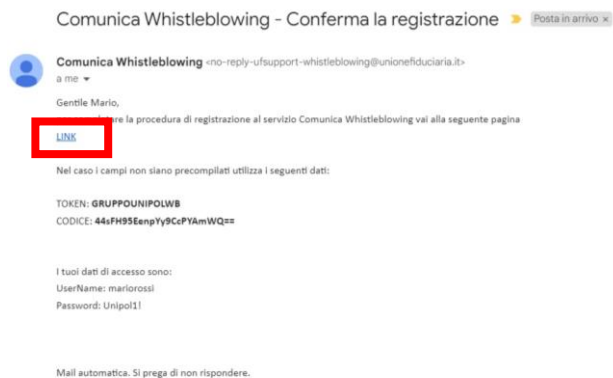 Comunica Whistleblowing - Conferma la registrazione Posta in arrivo x
Comunica Whistleblowing <no-reply-ufsupport-whistleblowing@unionefiduciaria.it>
a me
Gentile Mario,
la procedura di registrazione al servizio Comunica Whistleblowing vai alla seguente pagina
LINK
Nel caso i campi non siano precompilati utilizza i seguenti dati:
TOKEN: GRUPPOUNIPOLWB
CODICE: 44sFH95EenpYy9CcPYAmWQ==
I tuoi dati di accesso sono:
UserName: mariorossi
Password: Unipol1!
Mail automatica. Si prega di non rispondere.